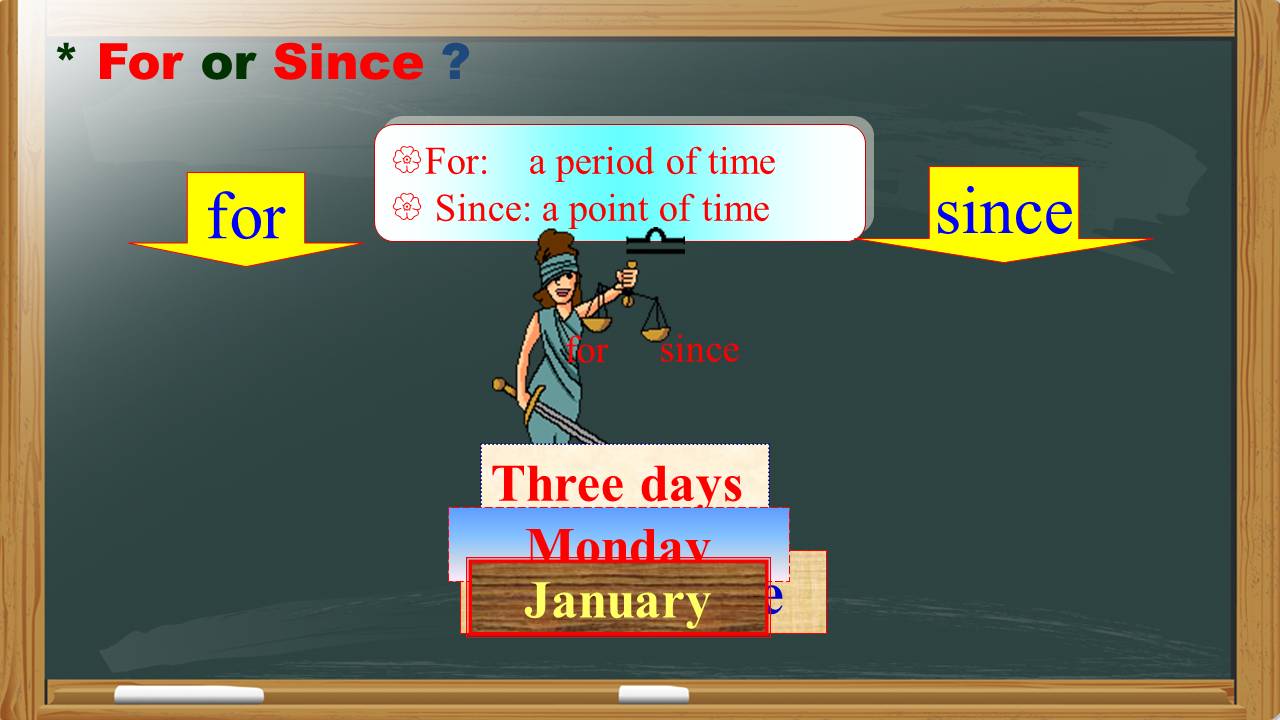 * For or Since ?
For: a period of time
Since: a point of time
for
since
for since
Three days
Monday
January